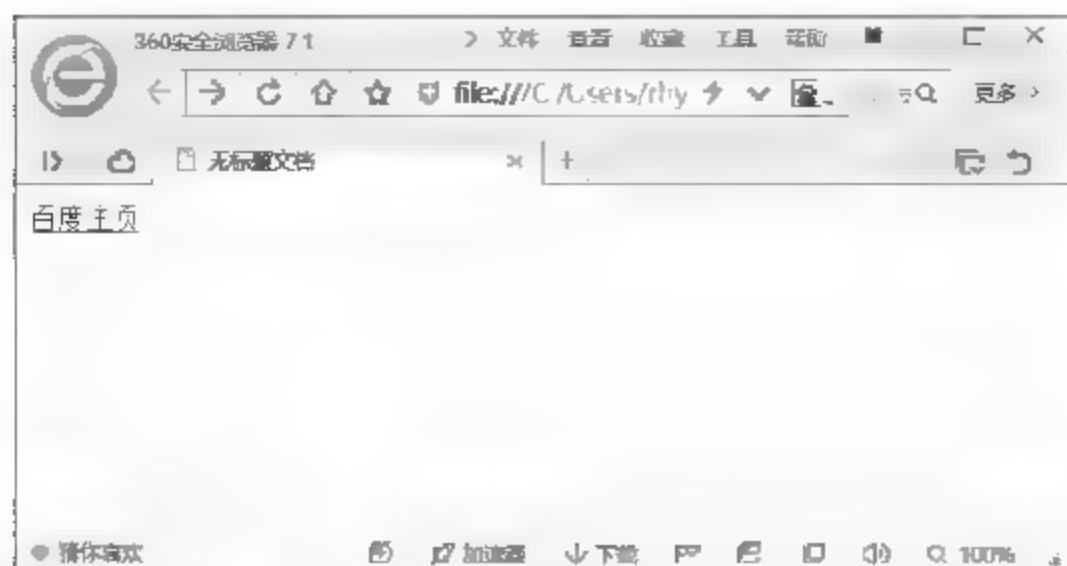 360安全浏览器 7.1
文件 查看 收藏 工具 帮助
file:///C:/Users/rhy
更多
无标题文档
百度主页
猜你喜欢
加速器
下载
100%